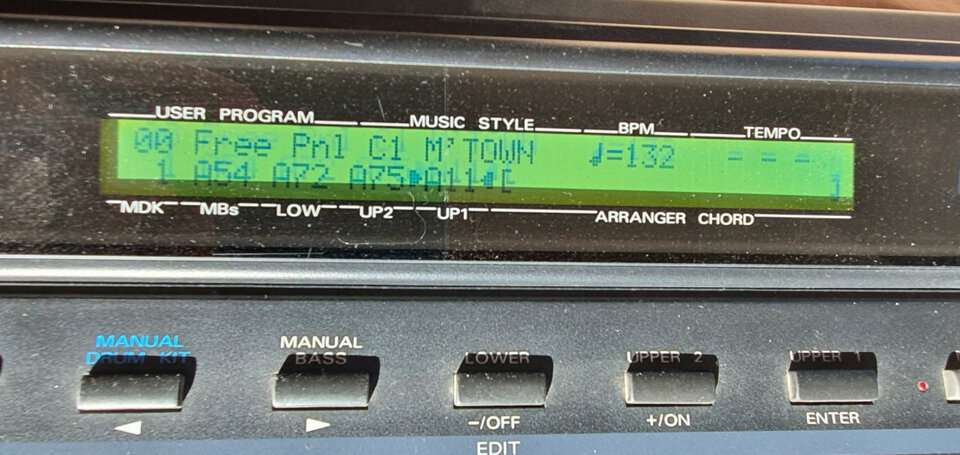 USER PROGRAM MUSIC STYLE BPM TEMPO
00 Free Pnl C1 M'TOWN ♩=132 - - -
1 A54 A72 A75▶A11◀[ 1
MDK MBs LOW UP2 UP1 ARRANGER CHORD
MANUAL DRUM KIT MANUAL BASS LOWER UPPER 2 UPPER 1
◀ ▶ –/OFF +/ON ENTER
EDIT